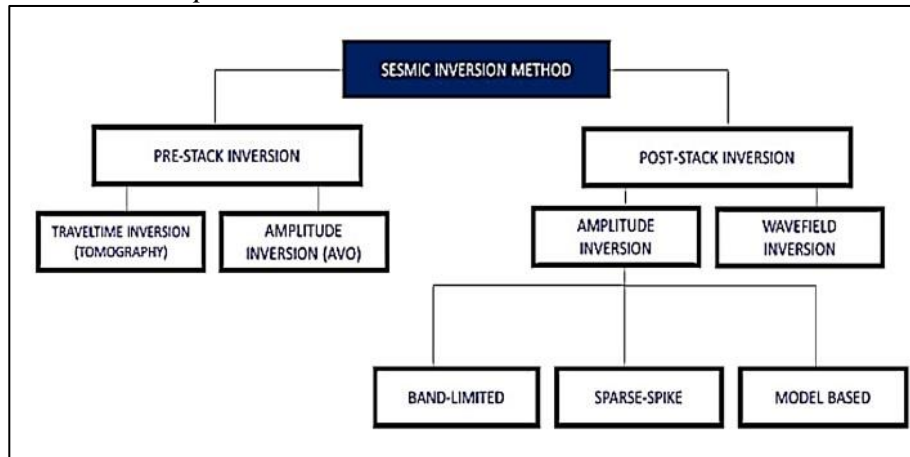 SESMIC INVERSION METHOD
PRE-STACK INVERSION
POST-STACK INVERSION
TRAVELTIME INVERSION
(TOMOGRAPHY)
AMPLITUDE
INVERSION (AVO)
AMPLITUDE
INVERSION
WAVEFIELD
INVERSION
BAND-LIMITED
SPARSE-SPIKE
MODEL BASED